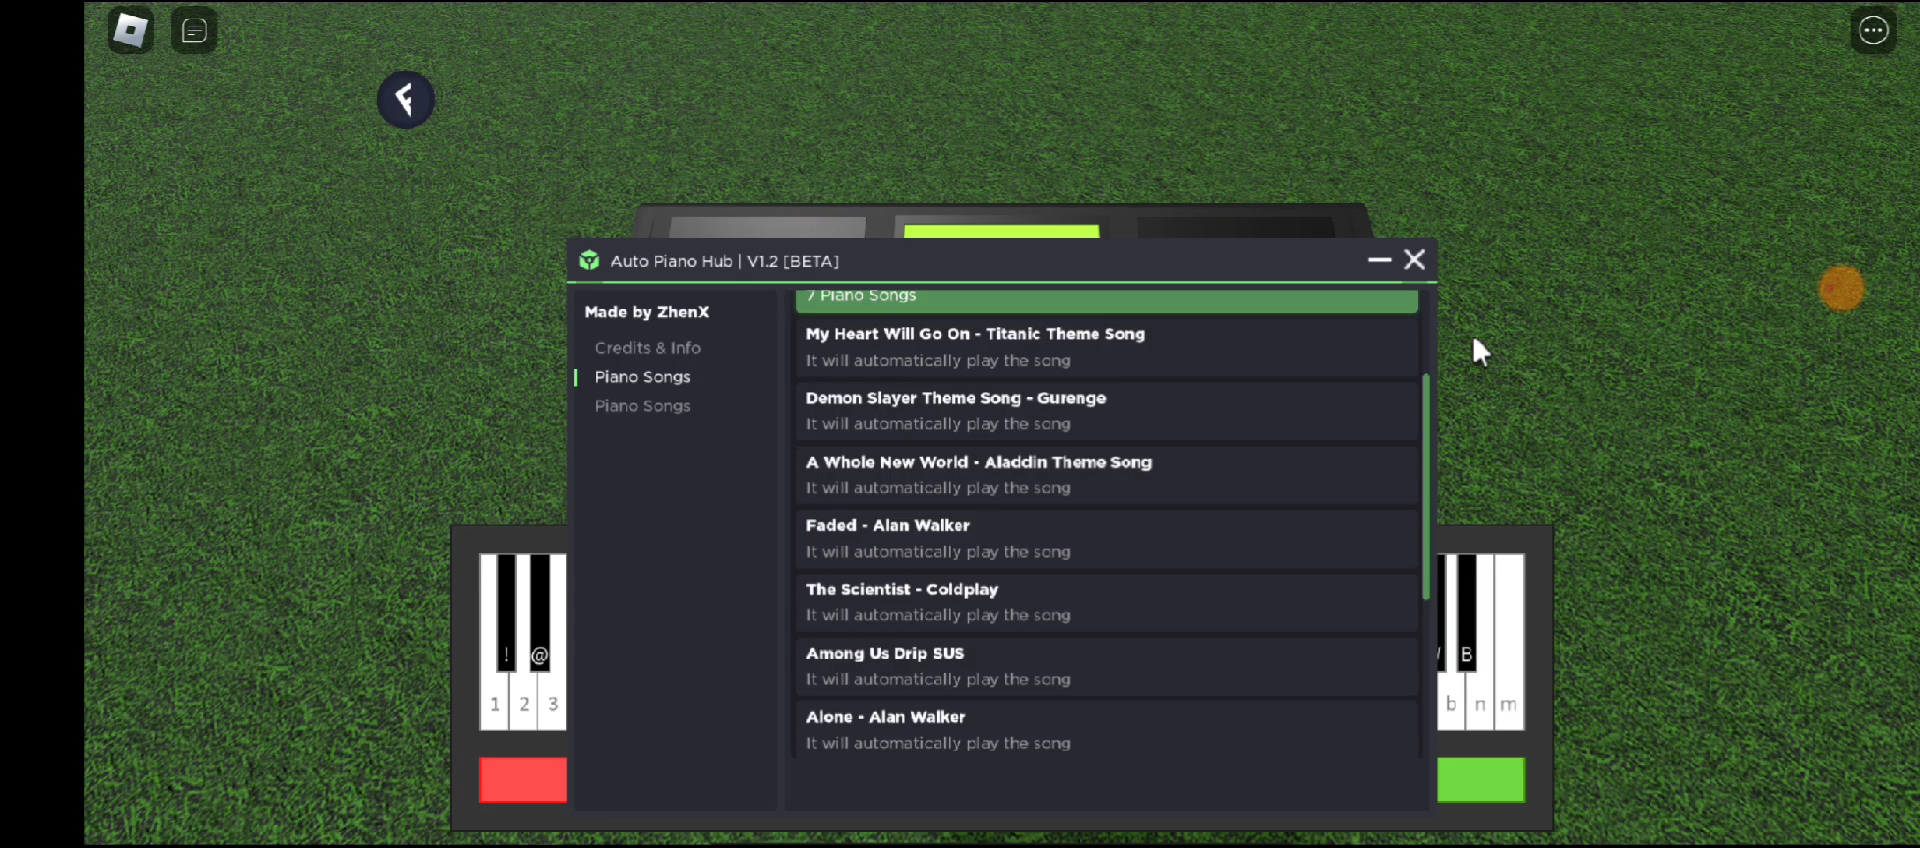 Auto Piano Hub | V1.2 [BETA]
Made by ZhenX
Credits & Info
Piano Songs
Piano Songs
7 Piano Songs
My Heart Will Go On - Titanic Theme Song
It will automatically play the song
Demon Slayer Theme Song - Gurenge
It will automatically play the song
A Whole New World - Aladdin Theme Song
It will automatically play the song
Faded - Alan Walker
It will automatically play the song
The Scientist - Coldplay
It will automatically play the song
Among Us Drip SUS
It will automatically play the song
Alone - Alan Walker
It will automatically play the song
! @
B
1 2 3
b n m